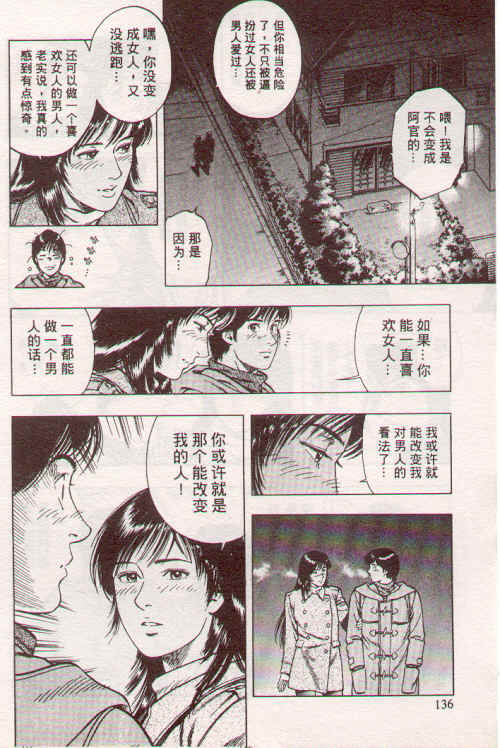 喂！我是
不会变成
阿官的…
但你相当危险
了，不只被逼
扮过女人还被
男人爱过…
那是
因为…
嘿，你没变
成女人，又
没逃跑…
还可以做一个喜
欢女人的男人，
老实说，我真的
感到有点惊奇。
如果…你
能一直喜
欢女人…
一直都能
做一个男
人的话…
我或许就
能改变我
对男人的
看法了…
你或许就是
那个能改变
我的人！
136